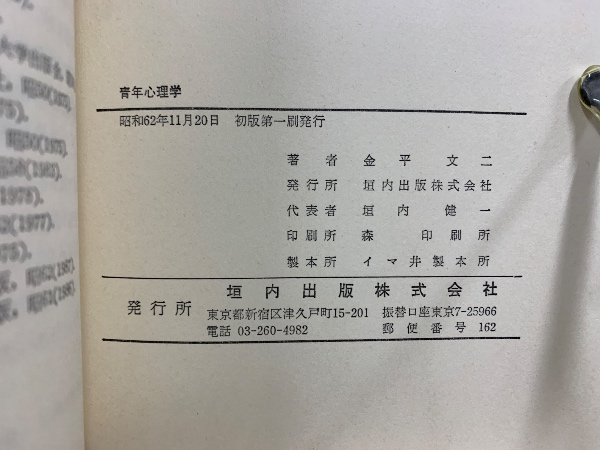 青年心理学
昭和62年11月20日 初版第一刷発行
著者 金平文二
発行所 垣内出版株式会社
代表者 垣内健一
印刷所 森印刷所
製本所 イマ井製本所
発行所 垣内出版株式会社
東京都新宿区津久戸町15-201 振替口座東京7-25966
電話 03-260-4982 郵便番号 162